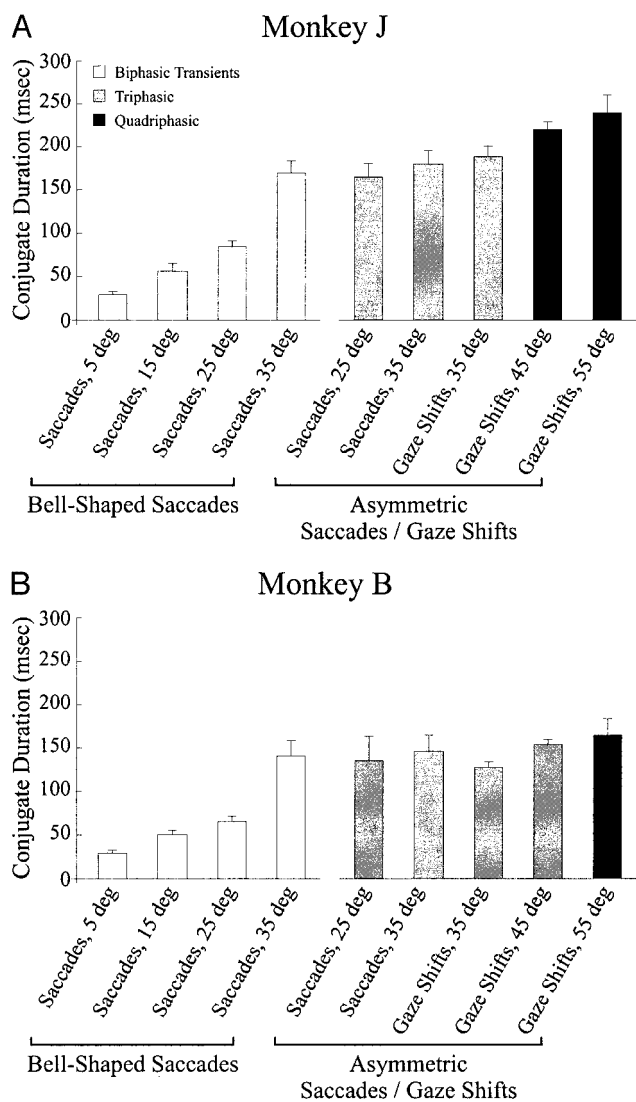 A
Monkey J
Conjugate Duration (msec)
300
250
200
150
100
50
0
Biphasic Transients
Triphasic
Quadriphasic
Saccades, 5 deg
Saccades, 15 deg
Saccades, 25 deg
Saccades, 35 deg
Saccades, 25 deg
Saccades, 35 deg
Gaze Shifts, 35 deg
Gaze Shifts, 45 deg
Gaze Shifts, 55 deg
Bell-Shaped Saccades
Asymmetric
Saccades / Gaze Shifts
B
Monkey B
Conjugate Duration (msec)
300
250
200
150
100
50
0
Saccades, 5 deg
Saccades, 15 deg
Saccades, 25 deg
Saccades, 35 deg
Saccades, 25 deg
Saccades, 35 deg
Gaze Shifts, 35 deg
Gaze Shifts, 45 deg
Gaze Shifts, 55 deg
Bell-Shaped Saccades
Asymmetric
Saccades / Gaze Shifts